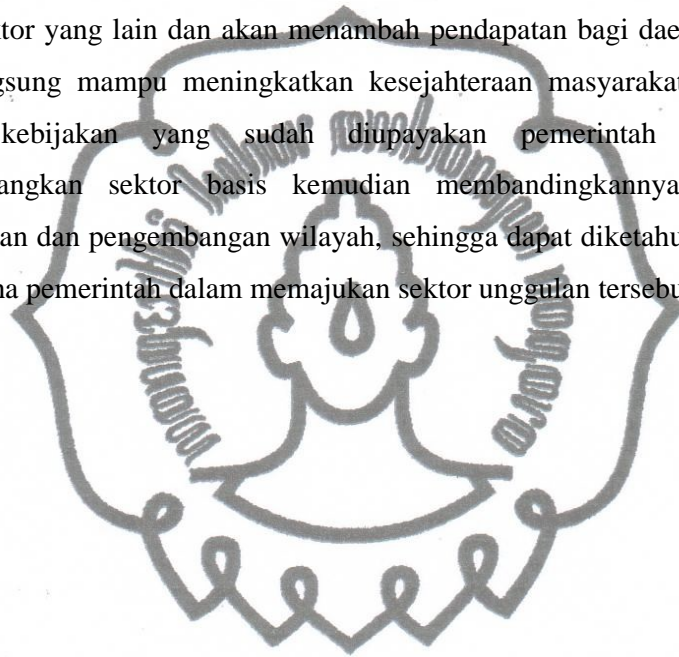 ktor yang lain dan akan menambah pendapatan bagi dae
gsung mampu meningkatkan kesejahteraan masyarakat
kebijakan yang sudah diupayakan pemerintah
angkan sektor basis kemudian membandingkannya
an dan pengembangan wilayah, sehingga dapat diketahu
na pemerintah dalam memajukan sektor unggulan tersebu